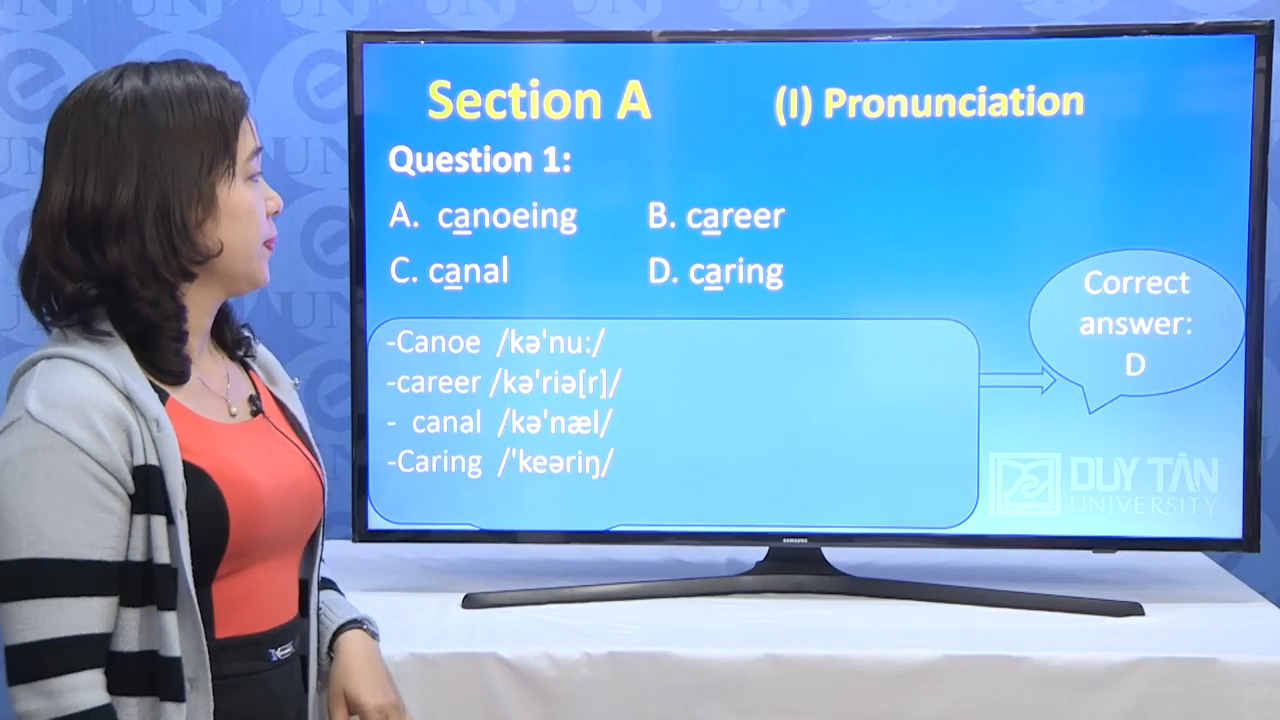 Section A (I) Pronunciation
Question 1:
A. canoeing B. career
C. canal D. caring
-Canoe /kə'nu:/
-career /kə'riə[r]/
- canal /kə'næl/
-Caring /'keəriŋ/
Correct
answer:
D
DUY TÂN
UNIVERSITY
SAMSUNG